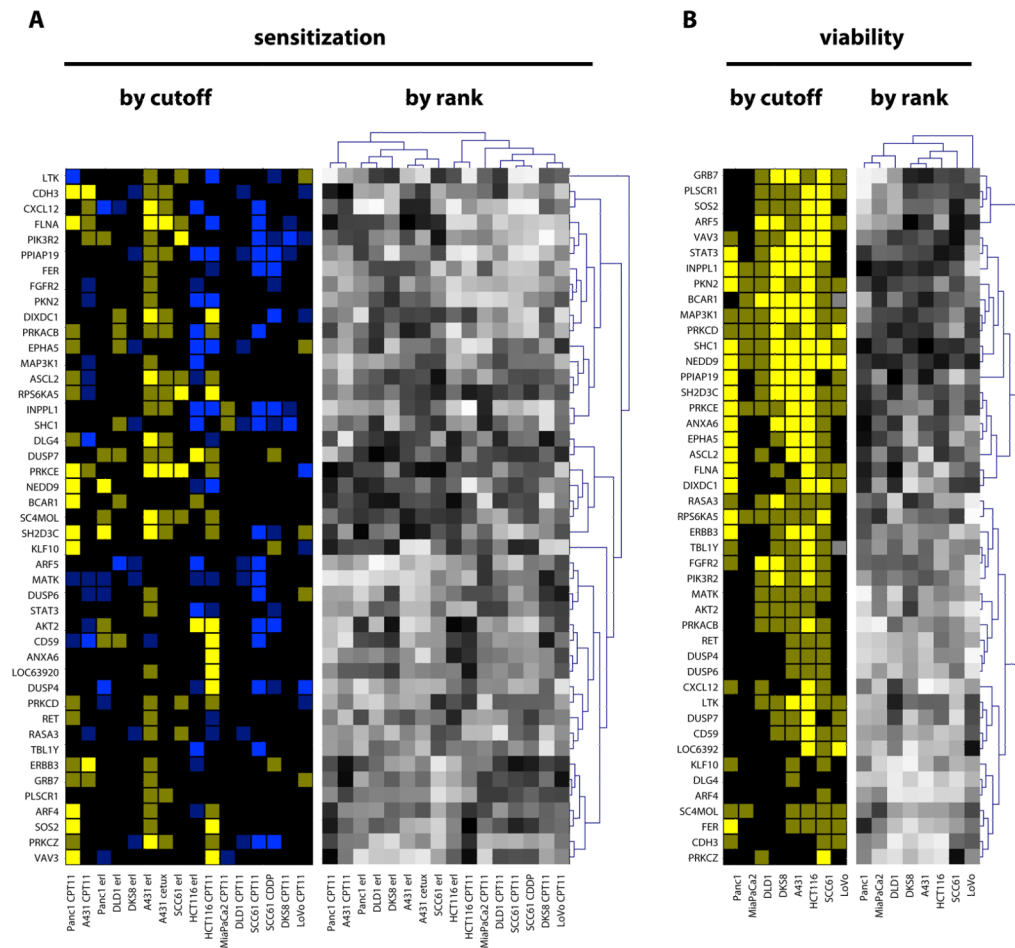 A
B
sensitization
viability
by cutoff
by rank
by cutoff
by rank
LTK
CDH3
CXCL12
FLNA
PIK3R2
PPIAP19
FER
FGFR2
PKN2
DIXDC1
PRKACB
EPHA5
MAP3K1
ASCL2
RPS6KA5
INPPL1
SHC1
DLG4
DUSP7
PRKCE
NEDD9
BCAR1
SC4MOL
SH2D3C
KLF10
ARF5
MATK
DUSP6
STAT3
AKT2
CD59
ANXA6
LOC63920
DUSP4
PRKCD
RET
RASA3
TBL1Y
ERBB3
GRB7
PLSCR1
ARF4
SOS2
PRKCZ
VAV3
Panc1 CPT11
A431 CPT11
Panc1 erl
DLD1 erl
DKS8 erl
A431 erl
A431 cetux
SCC61 erl
HCT116 erl
HCT116 CPT11
MiaPaCa2 CPT11
DLD1 CPT11
SCC61 CPT11
SCC61 CDDP
DKS8 CPT11
LoVo CPT11
Panc1 CPT11
A431 CPT11
Panc1 erl
DLD1 erl
DKS8 erl
A431 erl
A431 cetux
SCC61 erl
HCT116 erl
HCT116 CPT11
MiaPaCa2 CPT11
DLD1 CPT11
SCC61 CPT11
SCC61 CDDP
DKS8 CPT11
LoVo CPT11
GRB7
PLSCR1
SOS2
ARF5
VAV3
STAT3
INPPL1
PKN2
BCAR1
MAP3K1
PRKCD
SHC1
NEDD9
PPIAP19
SH2D3C
PRKCE
ANXA6
EPHA5
ASCL2
FLNA
DIXDC1
RASA3
RPS6KA5
ERBB3
TBL1Y
FGFR2
PIK3R2
MATK
AKT2
PRKACB
RET
DUSP4
DUSP6
CXCL12
LTK
DUSP7
CD59
LOC6392
KLF10
DLG4
ARF4
SC4MOL
FER
CDH3
PRKCZ
Panc1
MiaPaCa2
DLD1
DKS8
A431
HCT116
SCC61
LoVo
Panc1
MiaPaCa2
DLD1
DKS8
A431
HCT116
SCC61
LoVo